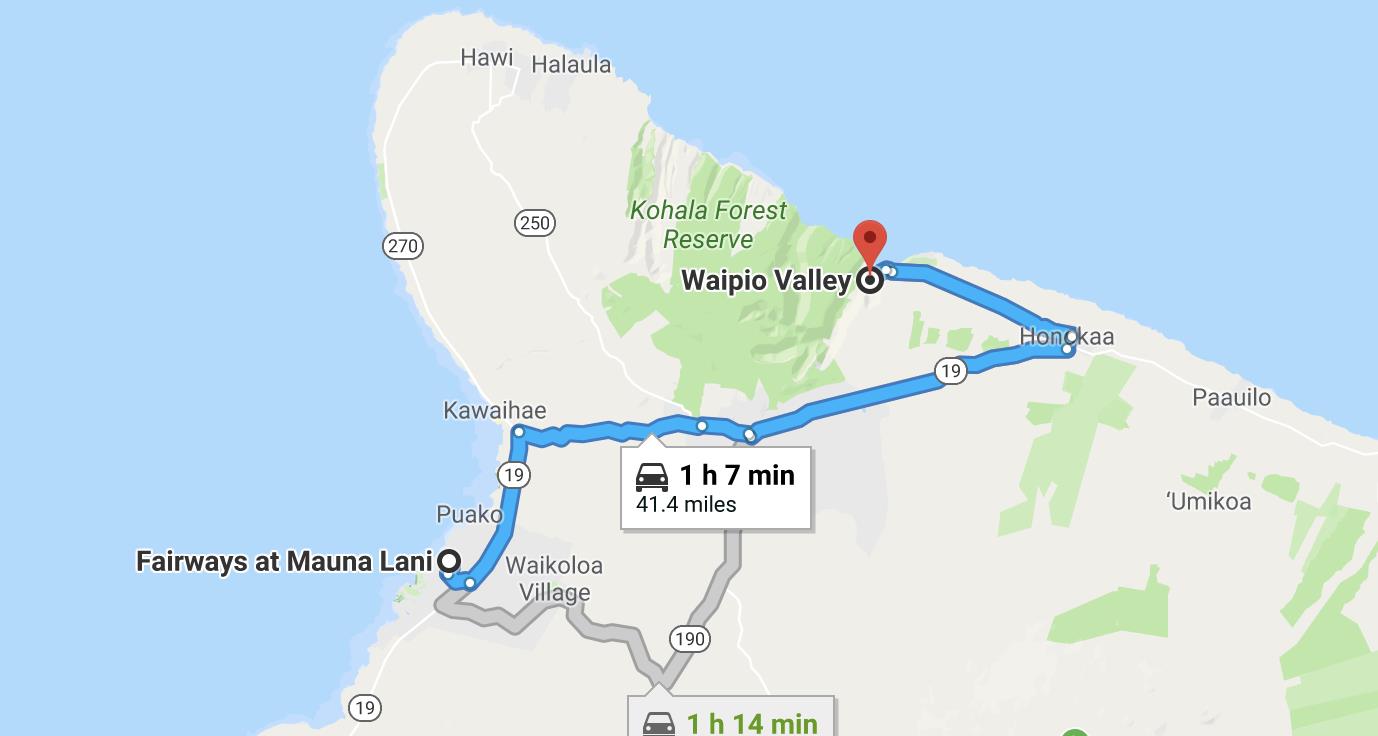 Hawi
Halaula
Kohala Forest
Reserve
250
270
Waipio Valley
Honokaa
19
Paauilo
Kawaihae
19
1 h 7 min
41.4 miles
ʻUmikoa
Puako
Fairways at Mauna Lani
Waikoloa
Village
190
19
1 h 14 min